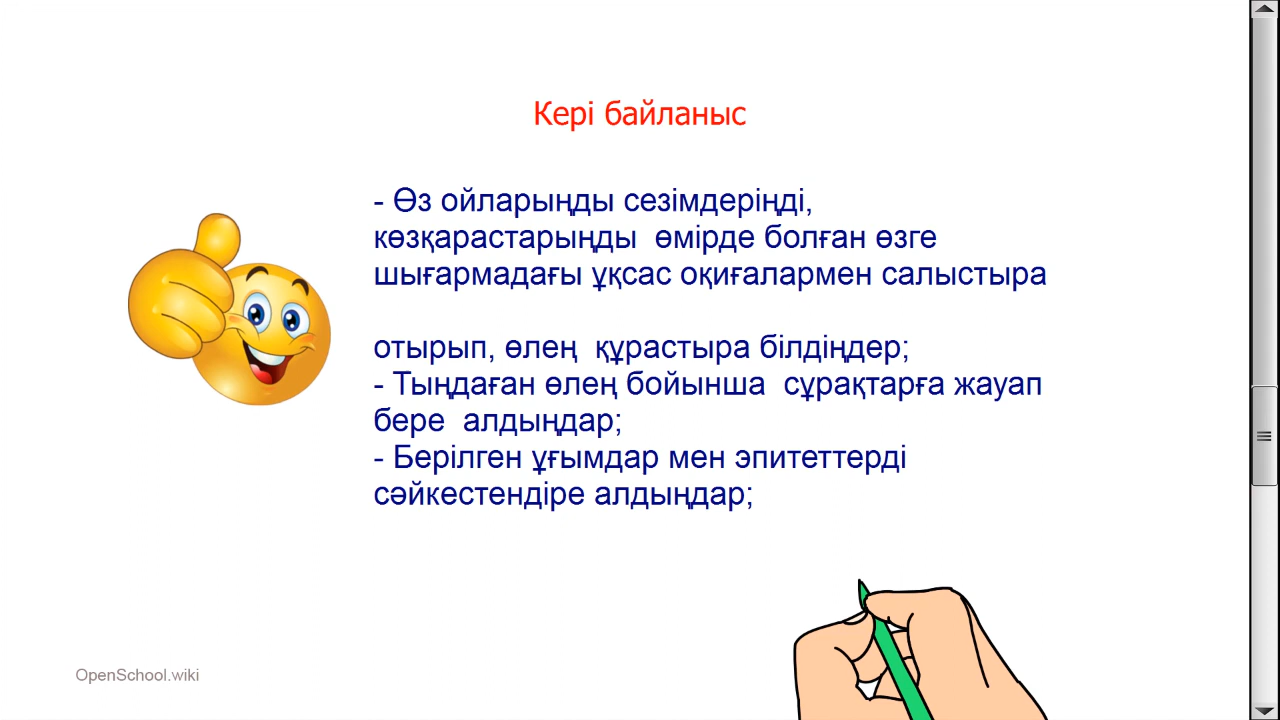 Кері байланыс
- Өз ойларыңды сезімдеріңді,
көзқарастарыңды өмірде болған өзге
шығармадағы ұқсас оқиғалармен салыстыра
отырып, өлең құрастыра білдіңдер;
- Тыңдаған өлең бойынша сұрақтарға жауап
бере алдыңдар;
- Берілген ұғымдар мен эпитеттерді
сәйкестендіре алдыңдар;
OpenSchool.wiki